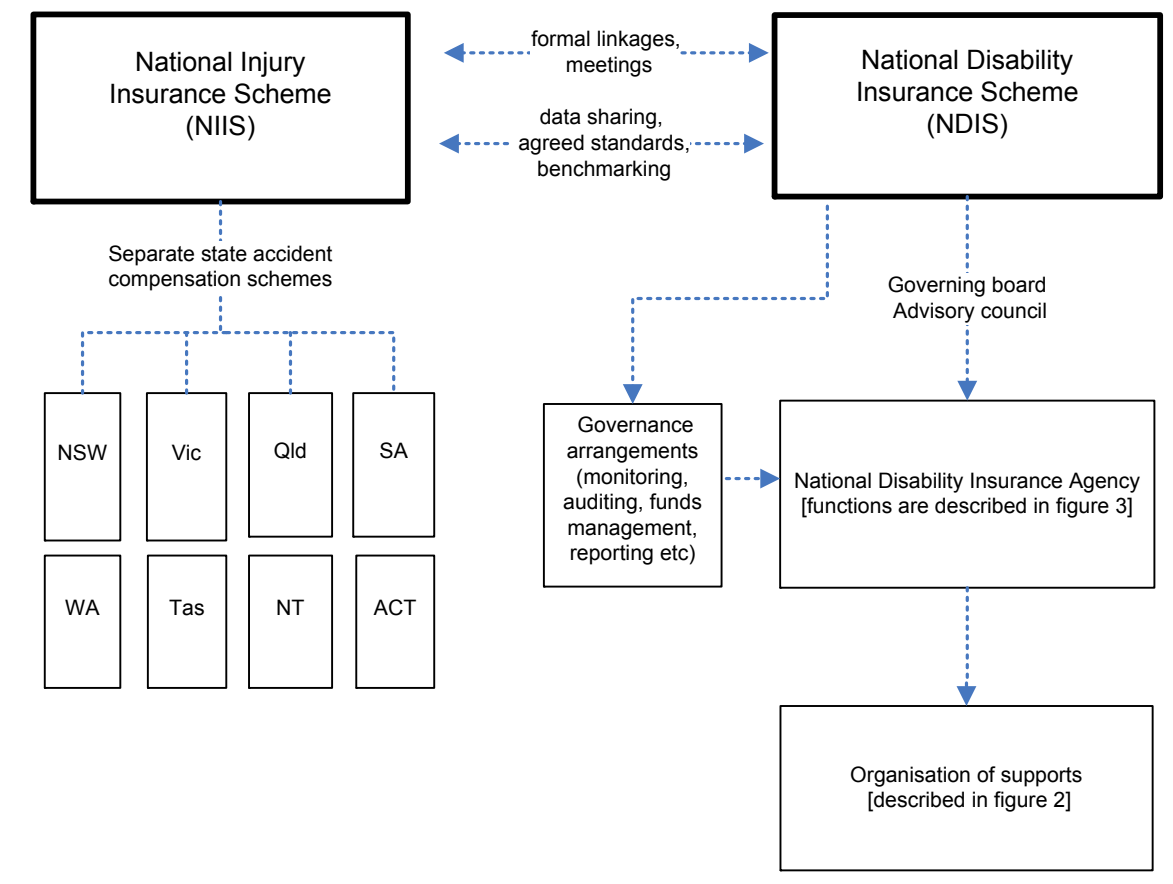 National Injury
Insurance Scheme
(NIIS)
formal linkages,
meetings
data sharing,
agreed standards,
benchmarking
National Disability
Insurance Scheme
(NDIS)
Separate state accident
compensation schemes
NSW
Vic
Qld
SA
WA
Tas
NT
ACT
Governing board
Advisory council
Governance
arrangements
(monitoring,
auditing, funds
management,
reporting etc)
National Disability Insurance Agency
[functions are described in figure 3]
Organisation of supports
[described in figure 2]